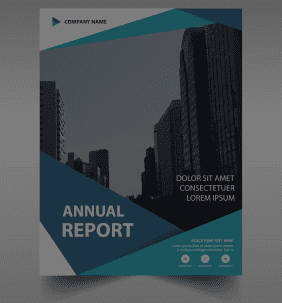 COMPANY NAME
DOLOR SIT AMET
CONSECTETUER
LOREM IPSUM
ANNUAL
REPORT